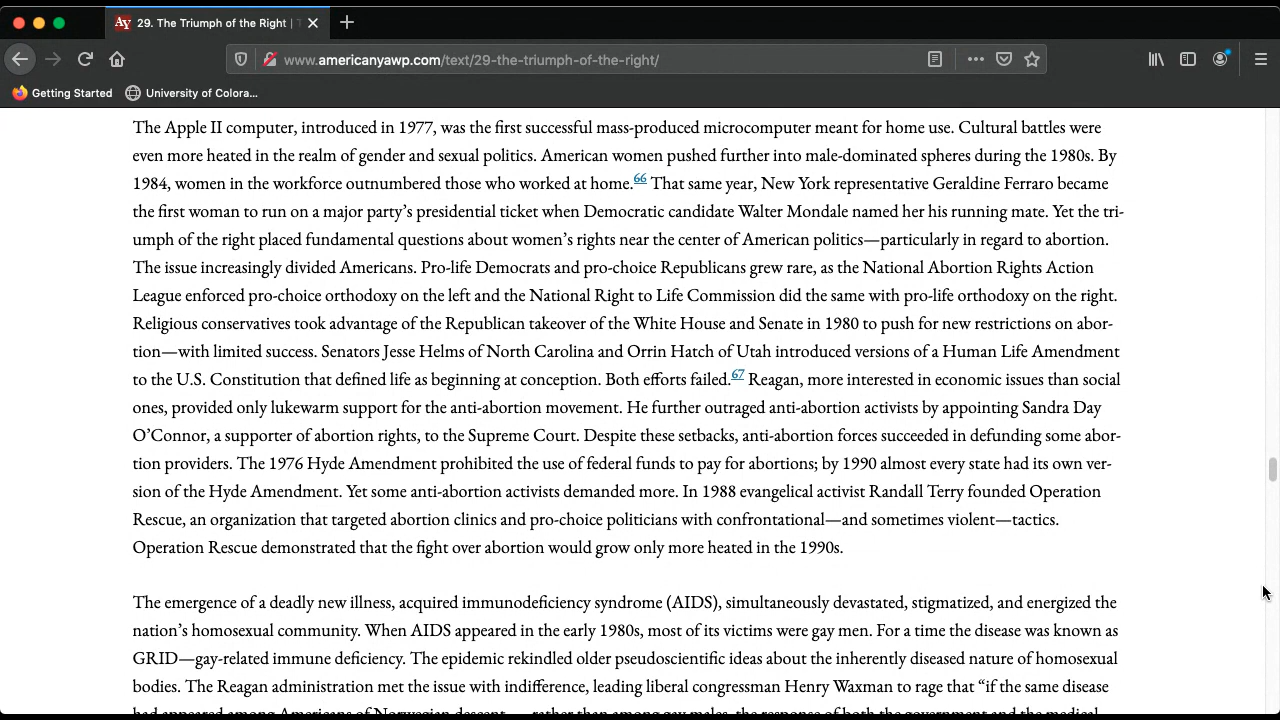 29. The Triumph of the Right |
www.americanyawp.com/text/29-the-triumph-of-the-right/
Getting Started
University of Colora...
The Apple II computer, introduced in 1977, was the first successful mass-produced microcomputer meant for home use. Cultural battles were
even more heated in the realm of gender and sexual politics. American women pushed further into male-dominated spheres during the 1980s. By
1984, women in the workforce outnumbered those who worked at home.66 That same year, New York representative Geraldine Ferraro became
the first woman to run on a major party’s presidential ticket when Democratic candidate Walter Mondale named her his running mate. Yet the tri-
umph of the right placed fundamental questions about women’s rights near the center of American politics—particularly in regard to abortion.
The issue increasingly divided Americans. Pro-life Democrats and pro-choice Republicans grew rare, as the National Abortion Rights Action
League enforced pro-choice orthodoxy on the left and the National Right to Life Commission did the same with pro-life orthodoxy on the right.
Religious conservatives took advantage of the Republican takeover of the White House and Senate in 1980 to push for new restrictions on abor-
tion—with limited success. Senators Jesse Helms of North Carolina and Orrin Hatch of Utah introduced versions of a Human Life Amendment
to the U.S. Constitution that defined life as beginning at conception. Both efforts failed.67 Reagan, more interested in economic issues than social
ones, provided only lukewarm support for the anti-abortion movement. He further outraged anti-abortion activists by appointing Sandra Day
O’Connor, a supporter of abortion rights, to the Supreme Court. Despite these setbacks, anti-abortion forces succeeded in defunding some abor-
tion providers. The 1976 Hyde Amendment prohibited the use of federal funds to pay for abortions; by 1990 almost every state had its own ver-
sion of the Hyde Amendment. Yet some anti-abortion activists demanded more. In 1988 evangelical activist Randall Terry founded Operation
Rescue, an organization that targeted abortion clinics and pro-choice politicians with confrontational—and sometimes violent—tactics.
Operation Rescue demonstrated that the fight over abortion would grow only more heated in the 1990s.
The emergence of a deadly new illness, acquired immunodeficiency syndrome (AIDS), simultaneously devastated, stigmatized, and energized the
nation’s homosexual community. When AIDS appeared in the early 1980s, most of its victims were gay men. For a time the disease was known as
GRID—gay-related immune deficiency. The epidemic rekindled older pseudoscientific ideas about the inherently diseased nature of homosexual
bodies. The Reagan administration met the issue with indifference, leading liberal congressman Henry Waxman to rage that “if the same disease
had appeared among Americans of Norwegian descent . . . rather than among gay males, the response of both the government and the medical